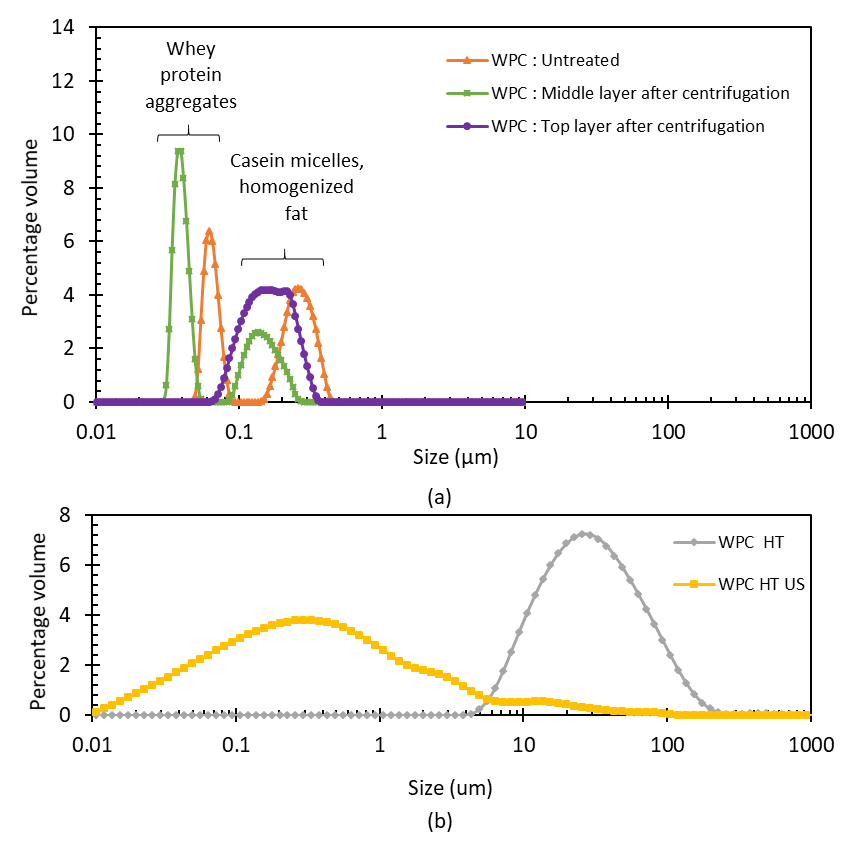 14
12
10
8
6
4
2
0
Percentage volume
Whey
protein
aggregates
Casein micelles,
homogenized
fat
WPC : Untreated
WPC : Middle layer after centrifugation
WPC : Top layer after centrifugation
0.01 0.1 1 10 100 1000
Size (μm)
(a)
8
6
4
2
0
Percentage volume
WPC HT
WPC HT US
0.01 0.1 1 10 100 1000
Size (um)
(b)